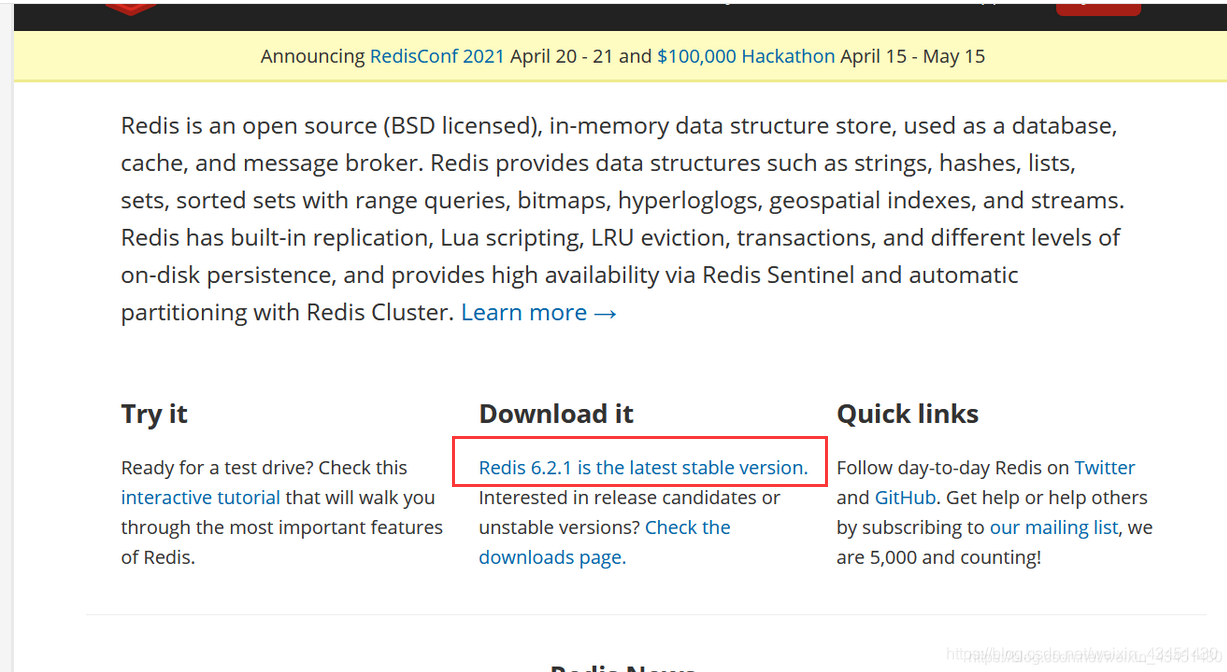 Announcing RedisConf 2021 April 20 - 21 and $100,000 Hackathon April 15 - May 15
Redis is an open source (BSD licensed), in-memory data structure store, used as a database,
cache, and message broker. Redis provides data structures such as strings, hashes, lists,
sets, sorted sets with range queries, bitmaps, hyperloglogs, geospatial indexes, and streams.
Redis has built-in replication, Lua scripting, LRU eviction, transactions, and different levels of
on-disk persistence, and provides high availability via Redis Sentinel and automatic
partitioning with Redis Cluster. Learn more →
Try it
Ready for a test drive? Check this
interactive tutorial that will walk you
through the most important features
of Redis.
Download it
Redis 6.2.1 is the latest stable version.
Interested in release candidates or
unstable versions? Check the
downloads page.
Quick links
Follow day-to-day Redis on Twitter
and GitHub. Get help or help others
by subscribing to our mailing list, we
are 5,000 and counting!
Redis News